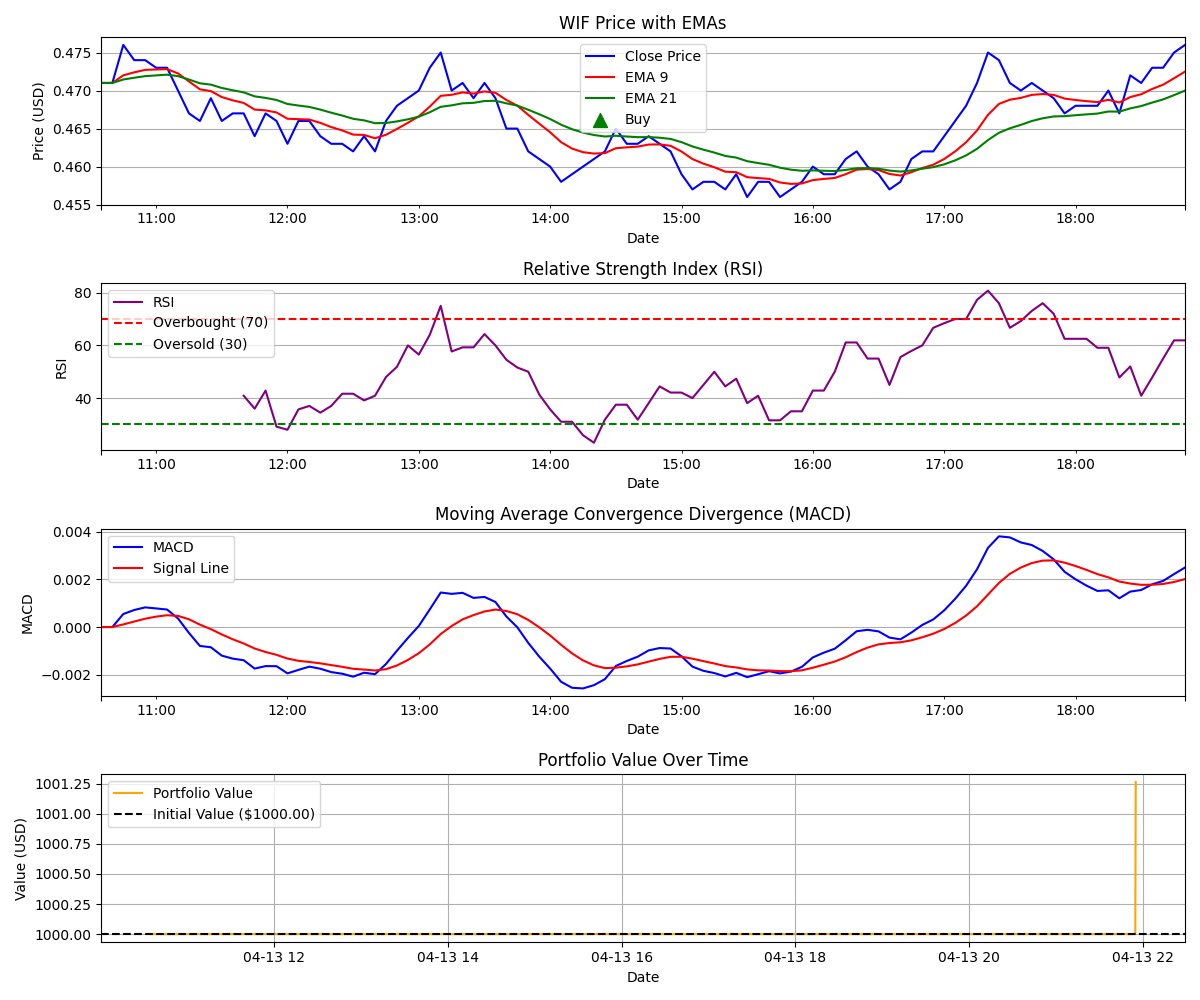 WIF Price with EMAs
Price (USD)
0.475
0.470
0.465
0.460
0.455
Close Price
EMA 9
EMA 21
Buy
11:00 12:00 13:00 14:00 15:00 16:00 17:00 18:00
Date
Relative Strength Index (RSI)
RSI
80
60
40
RSI
Overbought (70)
Oversold (30)
11:00 12:00 13:00 14:00 15:00 16:00 17:00 18:00
Date
Moving Average Convergence Divergence (MACD)
MACD
0.004
0.002
0.000
−0.002
MACD
Signal Line
11:00 12:00 13:00 14:00 15:00 16:00 17:00 18:00
Date
Portfolio Value Over Time
Value (USD)
1001.25
1001.00
1000.75
1000.50
1000.25
1000.00
Portfolio Value
Initial Value ($1000.00)
04-13 12 04-13 14 04-13 16 04-13 18 04-13 20 04-13 22
Date